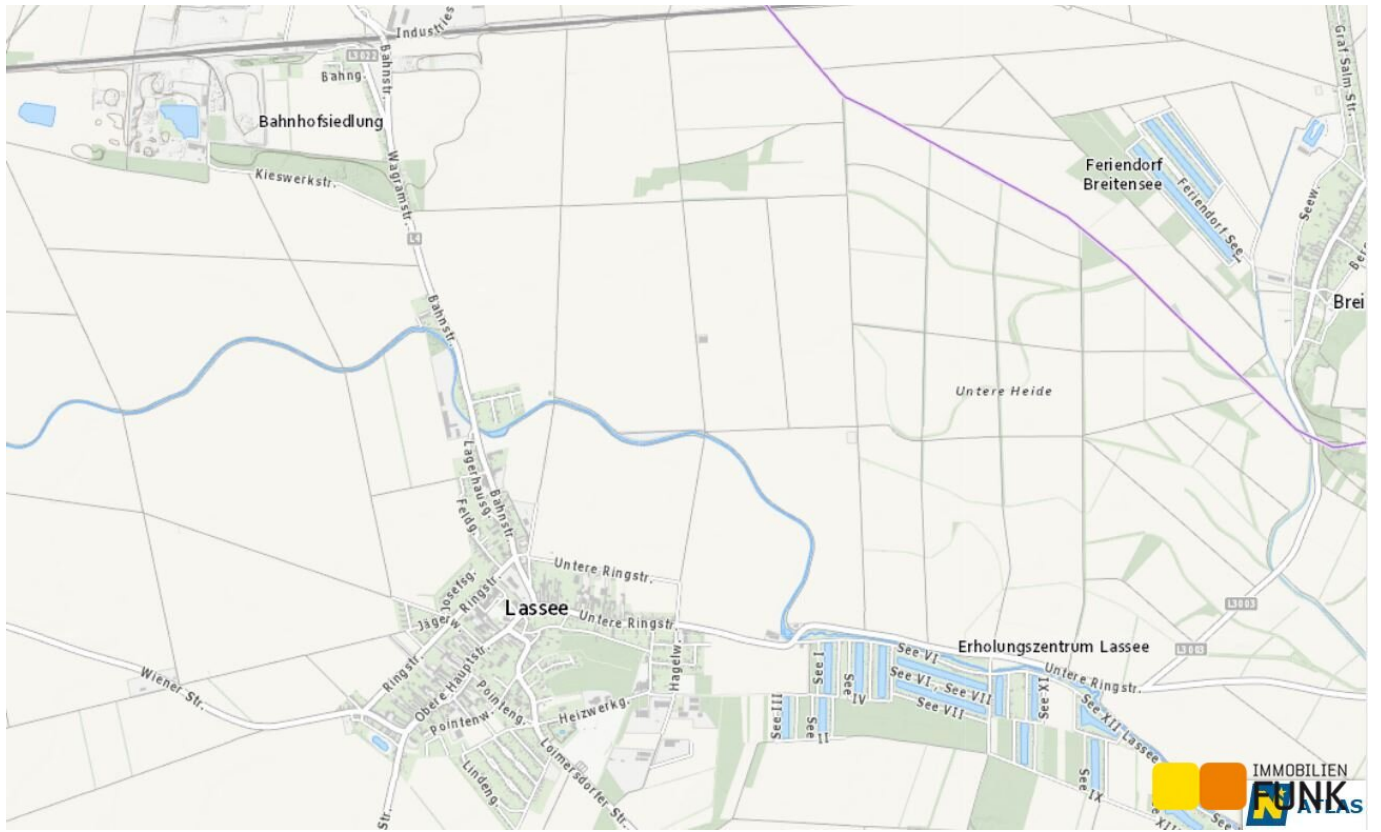 Industries
L3022
Bahnstr.
Bahng.
Bahnhofsiedlung
Wagramstr.
Kieswerkstr.
L4
Bahnstr.
Graf Salm Str.
Feriendorf
Breitensee
Feriendorf See
Seew.
Brei
Untere Heide
Lagerhausg.
Bahnstr.
Feldg.
Untere Ringstr.
Josefsg.
Ringstr.
Lassee
Jägerw.
Untere Ringstr.
Ringstr.
Obere Hauptstr.
Wiener Str.
Pointeng.
Pointenw.
Hagelw.
Heizwerkg.
Loimersdorfer Str.
Lindeng.
Str.
L3003
L3003
Erholungszentrum Lassee
Untere Ringstr.
See VI
See I
See IV
See VI, See VII
See VII
See III
See II
See XI
See XII Lassee
See IX
IMMOBILIEN
FUNK
ATLAS